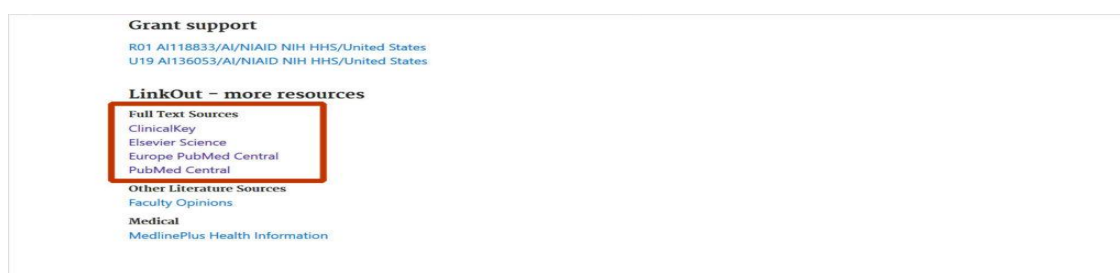 Grant support
R01 AI118833/AI/NIAID NIH HHS/United States
U19 AI136053/AI/NIAID NIH HHS/United States
LinkOut - more resources
Full Text Sources
ClinicalKey
Elsevier Science
Europe PubMed Central
PubMed Central
Other Literature Sources
Faculty Opinions
Medical
MedlinePlus Health Information